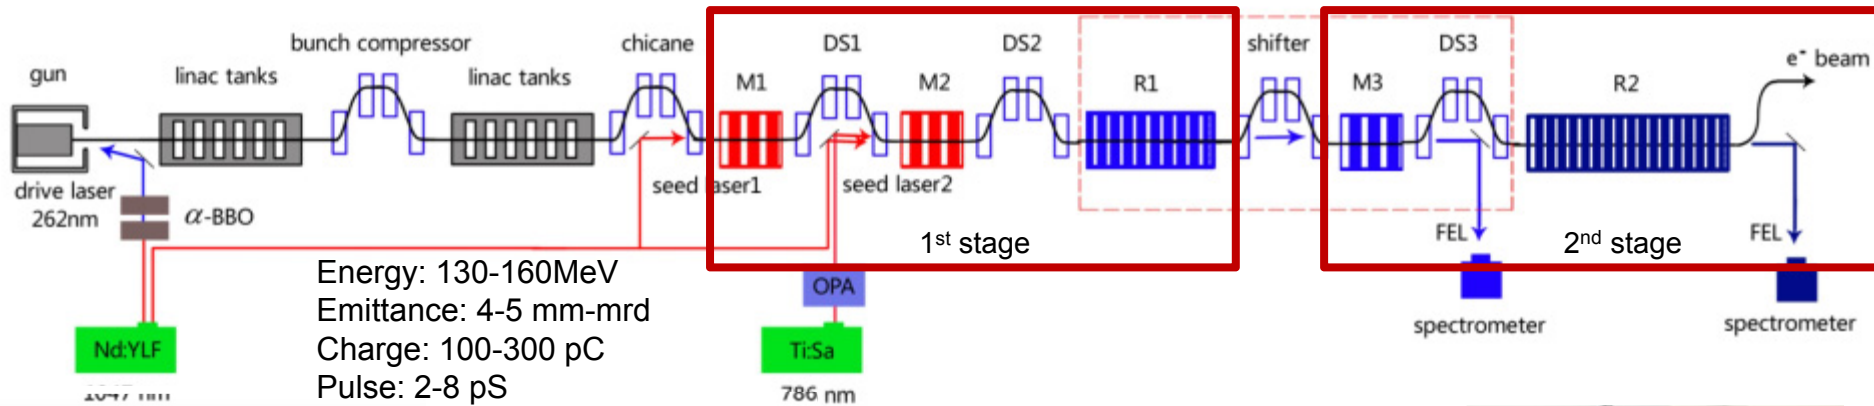 gun
linac tanks
bunch compressor
linac tanks
chicane
M1
DS1
M2
DS2
R1
shifter
M3
DS3
R2
e⁻ beam
drive laser
262nm
α-BBO
seed laser1
seed laser2
1st stage
FEL
2nd stage
FEL
Energy: 130-160MeV
Emittance: 4-5 mm-mrd
Charge: 100-300 pC
Pulse: 2-8 pS
OPA
Nd:YLF
Ti:Sa
786 nm
spectrometer
spectrometer